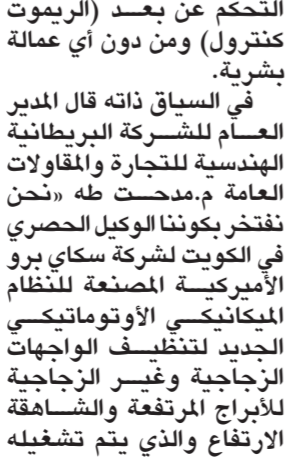 التحكم عن بعد (الريموت
كنترول) ومن دون أي عمالة
بشرية.
في السياق ذاته قال المدير
العام للشركة البريطانية
الهندسية للتجارة والمقاولات
العامة م.مدحت طه «نحن
نفتخر بكوننا الوكيل الحصري
في الكويت لشركة سكاي برو
الأميركية المصنعة للنظام
الميكانيكي الأوتوماتيكي
الجديد لتنظيف الواجهات
الزجاجية وغير الزجاجية
للأبراج المرتفعة والشاهقة
الارتفاع والذي يتم تشغيله